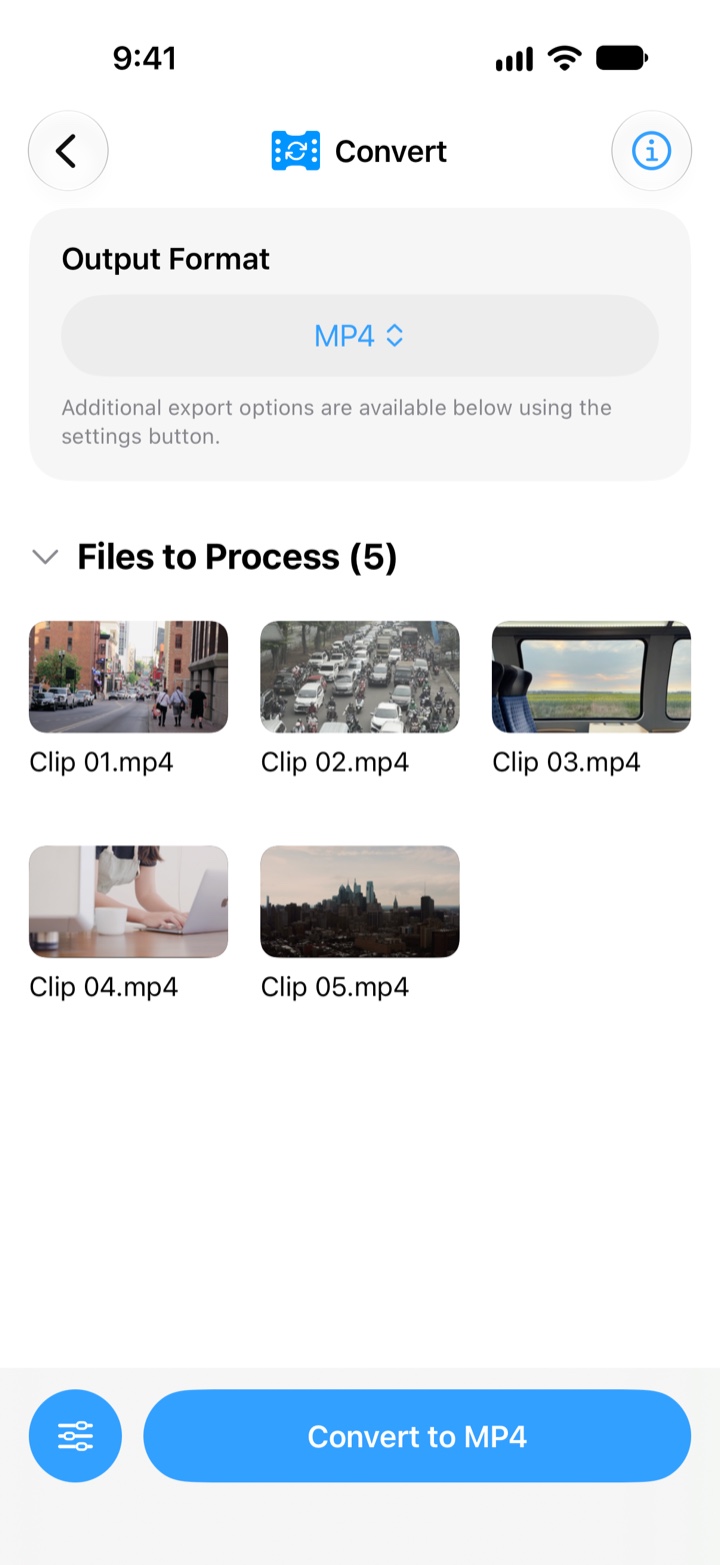 9:41
Convert
Output Format
MP4
Additional export options are available below using the
settings button.
Files to Process (5)
Clip 01.mp4
Clip 02.mp4
Clip 03.mp4
Clip 04.mp4
Clip 05.mp4
Convert to MP4